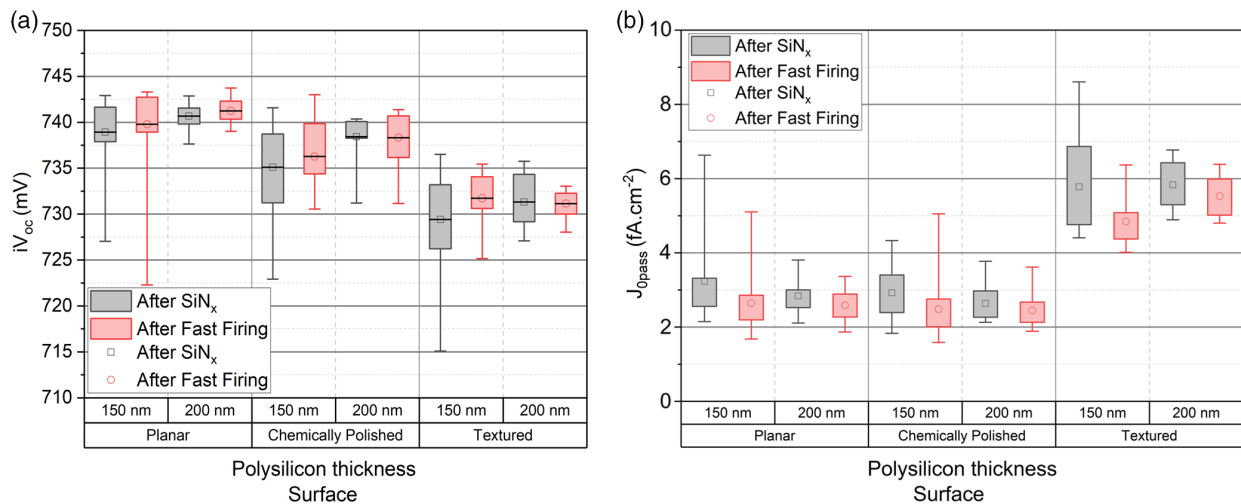 (a)
750
745
740
735
730
725
720
715
710
iVoc (mV)
After SiNx
After Fast Firing
After SiNx
After Fast Firing
150 nm 200 nm 150 nm 200 nm 150 nm 200 nm
Planar Chemically Polished Textured
Polysilicon thickness
Surface
(b)
10
8
6
4
2
0
J0pass (fA.cm-2)
After SiNx
After Fast Firing
After SiNx
After Fast Firing
150 nm 200 nm 150 nm 200 nm 150 nm 200 nm
Planar Chemically Polished Textured
Polysilicon thickness
Surface